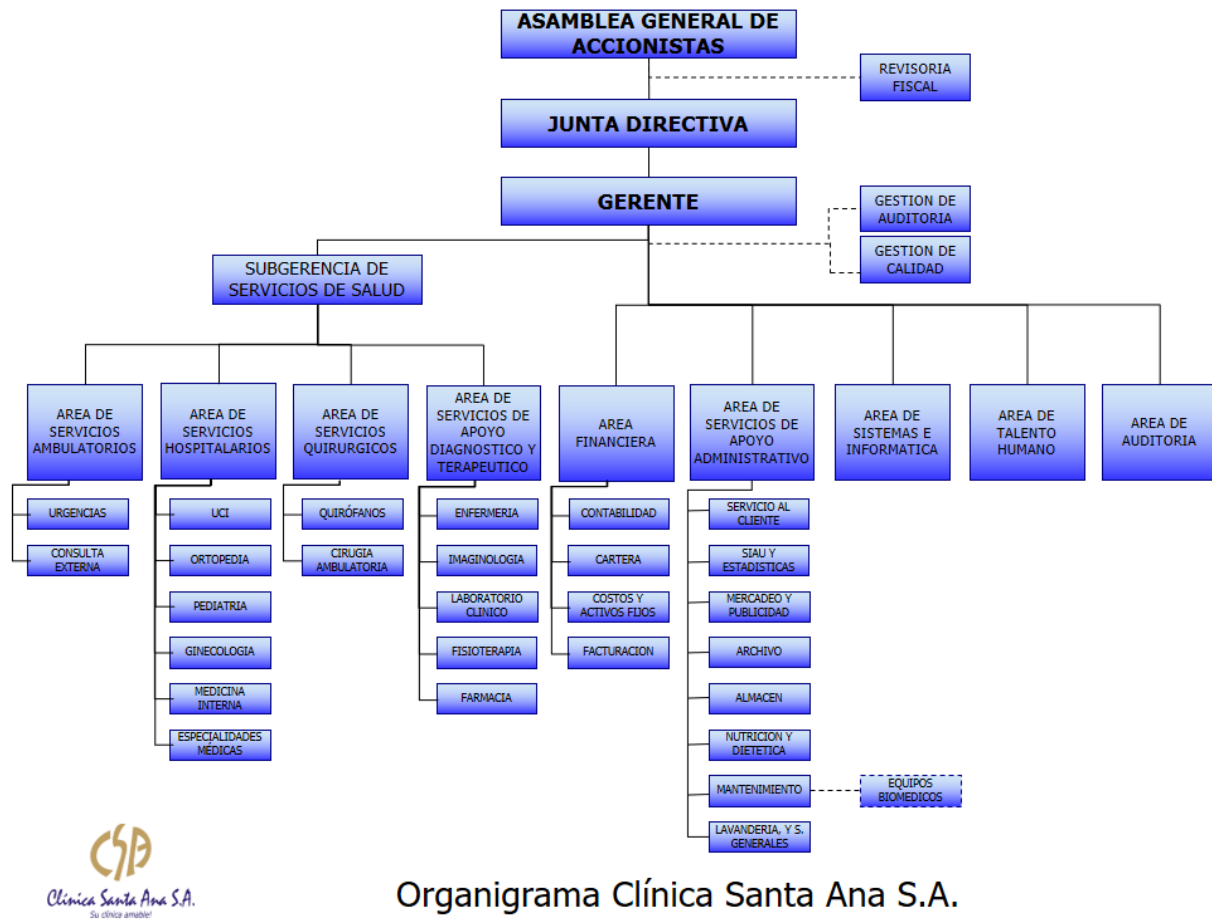 ASAMBLEA GENERAL DE
ACCIONISTAS
REVISORIA
FISCAL
JUNTA DIRECTIVA
GERENTE
GESTION DE
AUDITORIA
GESTION DE
CALIDAD
SUBGERENCIA DE
SERVICIOS DE SALUD
AREA DE
SERVICIOS
AMBULATORIOS
AREA DE
SERVICIOS
HOSPITALARIOS
AREA DE
SERVICIOS
QUIRURGICOS
AREA DE
SERVICIOS DE
APOYO
DIAGNOSTICO Y
TERAPEUTICO
AREA
FINANCIERA
AREA DE
SERVICIOS DE
APOYO
ADMINISTRATIVO
AREA DE
SISTEMAS E
INFORMATICA
AREA DE
TALENTO
HUMANO
AREA DE
AUDITORIA
URGENCIAS
CONSULTA
EXTERNA
UCI
ORTOPEDIA
PEDIATRIA
GINECOLOGIA
MEDICINA
INTERNA
ESPECIALIDADES
MÉDICAS
QUIRÓFANOS
CIRUGIA
AMBULATORIA
ENFERMERIA
IMAGINOLOGIA
LABORATORIO
CLINICO
FISIOTERAPIA
FARMACIA
CONTABILIDAD
CARTERA
COSTOS Y
ACTIVOS FIJOS
FACTURACION
SERVICIO AL
CLIENTE
SIAU Y
ESTADISTICAS
MERCADEO Y
PUBLICIDAD
ARCHIVO
ALMACEN
NUTRICION Y
DIETETICA
MANTENIMIENTO
EQUIPOS
BIOMEDICOS
LAVANDERIA, Y S.
GENERALES
CSA
Clínica Santa Ana S.A.
Su clínica amable!
Organigrama Clínica Santa Ana S.A.